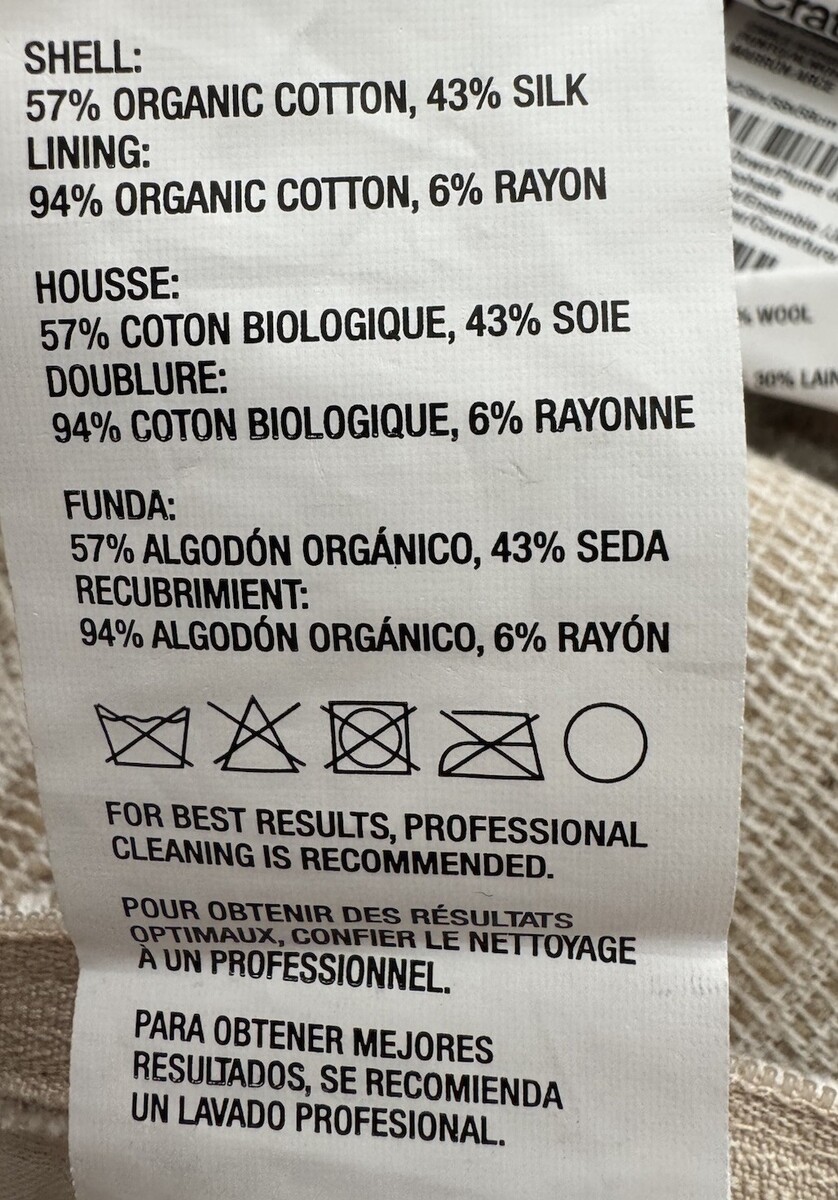 SHELL:
57% ORGANIC COTTON, 43% SILK
LINING:
94% ORGANIC COTTON, 6% RAYON
HOUSSE:
57% COTON BIOLOGIQUE, 43% SOIE
DOUBLURE:
94% COTON BIOLOGIQUE, 6% RAYONNE
FUNDA:
57% ALGODÓN ORGÁNICO, 43% SEDA
RECUBRIMIENT:
94% ALGODÓN ORGÁNICO, 6% RAYÓN
FOR BEST RESULTS, PROFESSIONAL
CLEANING IS RECOMMENDED.
POUR OBTENIR DES RÉSULTATS
OPTIMAUX, CONFIER LE NETTOYAGE
À UN PROFESSIONNEL.
PARA OBTENER MEJORES
RESULTADOS, SE RECOMIENDA
UN LAVADO PROFESIONAL.
% WOOL
30% LAIN